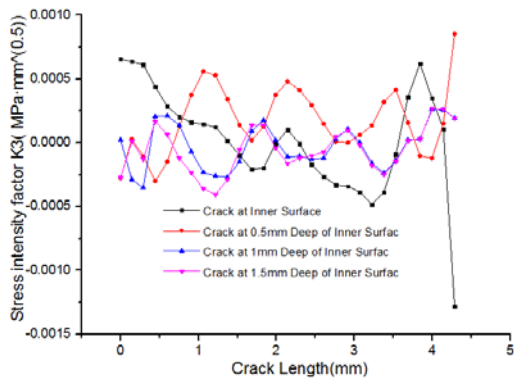 Stress intensity factor K3( MPa·mm^(0.5))
0.0010
0.0005
0.0000
-0.0005
-0.0010
-0.0015
Crack at Inner Surface
Crack at 0.5mm Deep of Inner Surfac
Crack at 1mm Deep of Inner Surfac
Crack at 1.5mm Deep of Inner Surfac
0 1 2 3 4 5
Crack Length(mm)